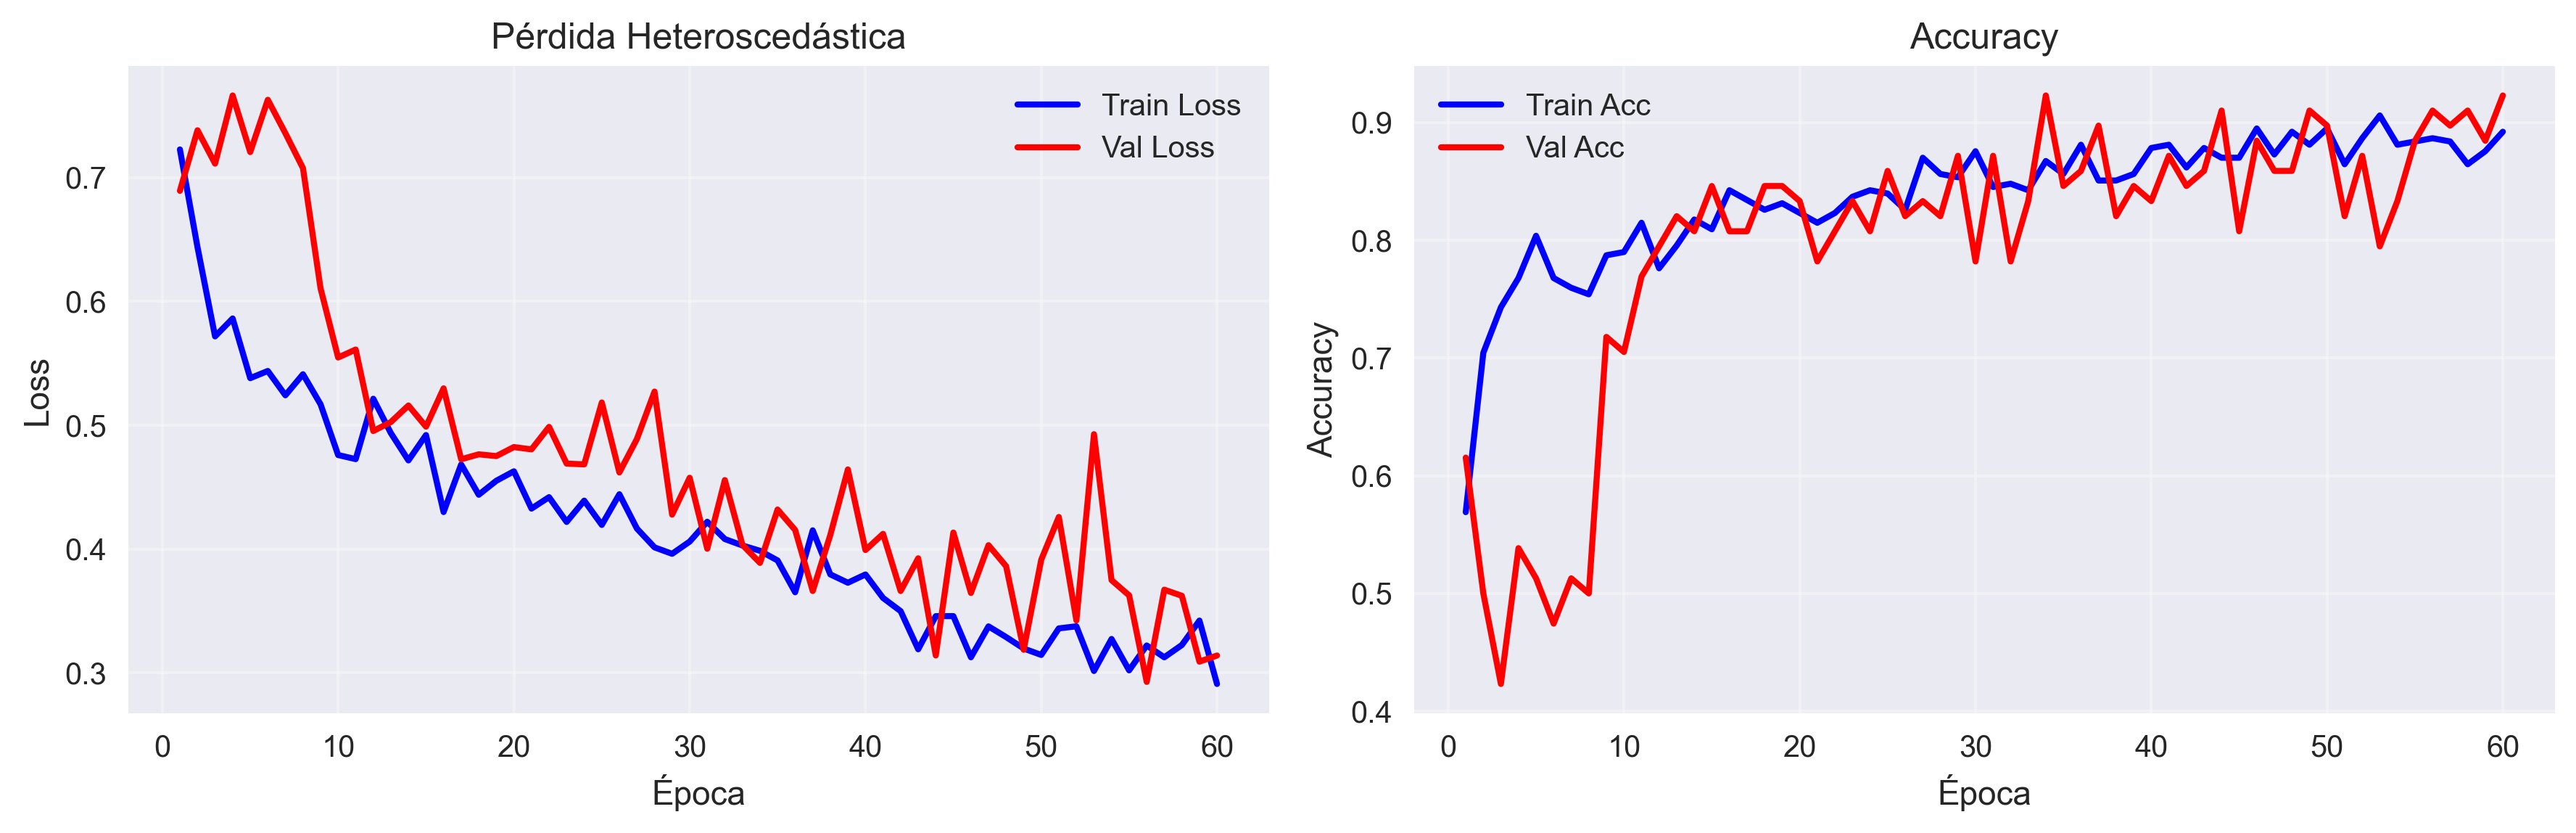 Pérdida Heteroscedástica
Train Loss
Val Loss
0.7
0.6
0.5
0.4
0.3
Loss
0 10 20 30 40 50 60
Época
Accuracy
Train Acc
Val Acc
0.9
0.8
0.7
0.6
0.5
0.4
Accuracy
0 10 20 30 40 50 60
Época